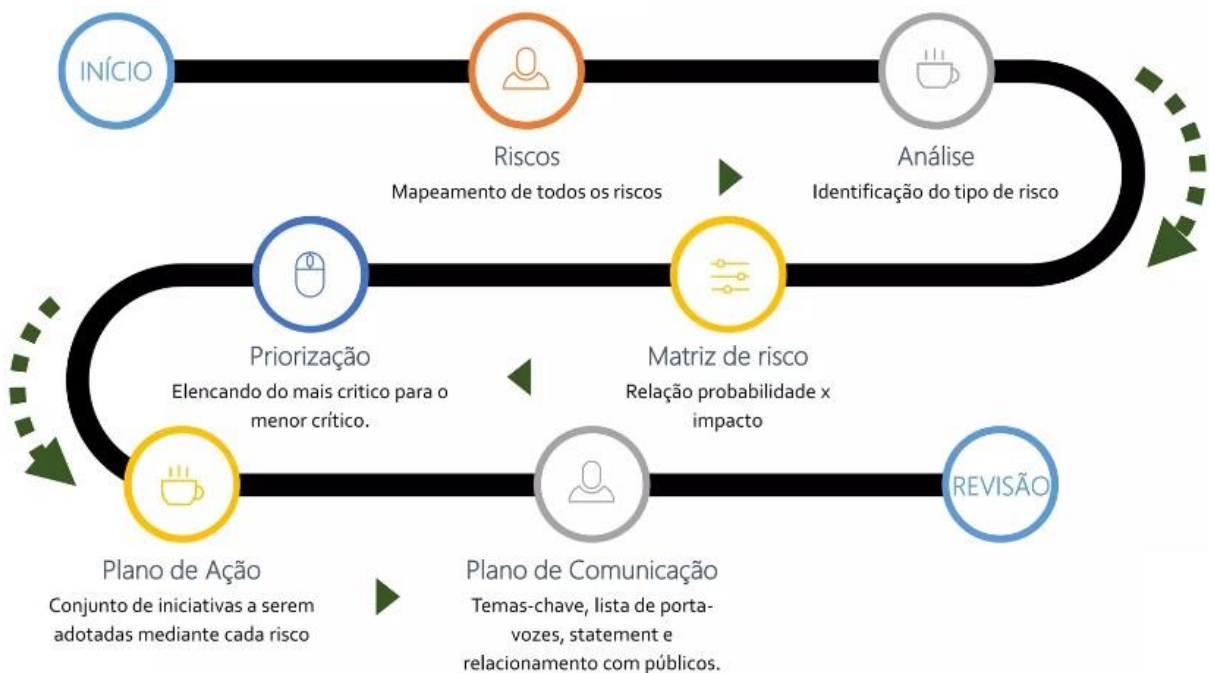 INÍCIO
Riscos
Mapeamento de todos os riscos
Análise
Identificação do tipo de risco
Priorização
Elencando do mais critico para o
menor crítico.
Matriz de risco
Relação probabilidade x
impacto
Plano de Ação
Conjunto de iniciativas a serem
adotadas mediante cada risco
Plano de Comunicação
Temas-chave, lista de porta-
vozes, statement e
relacionamento com públicos.
REVISÃO